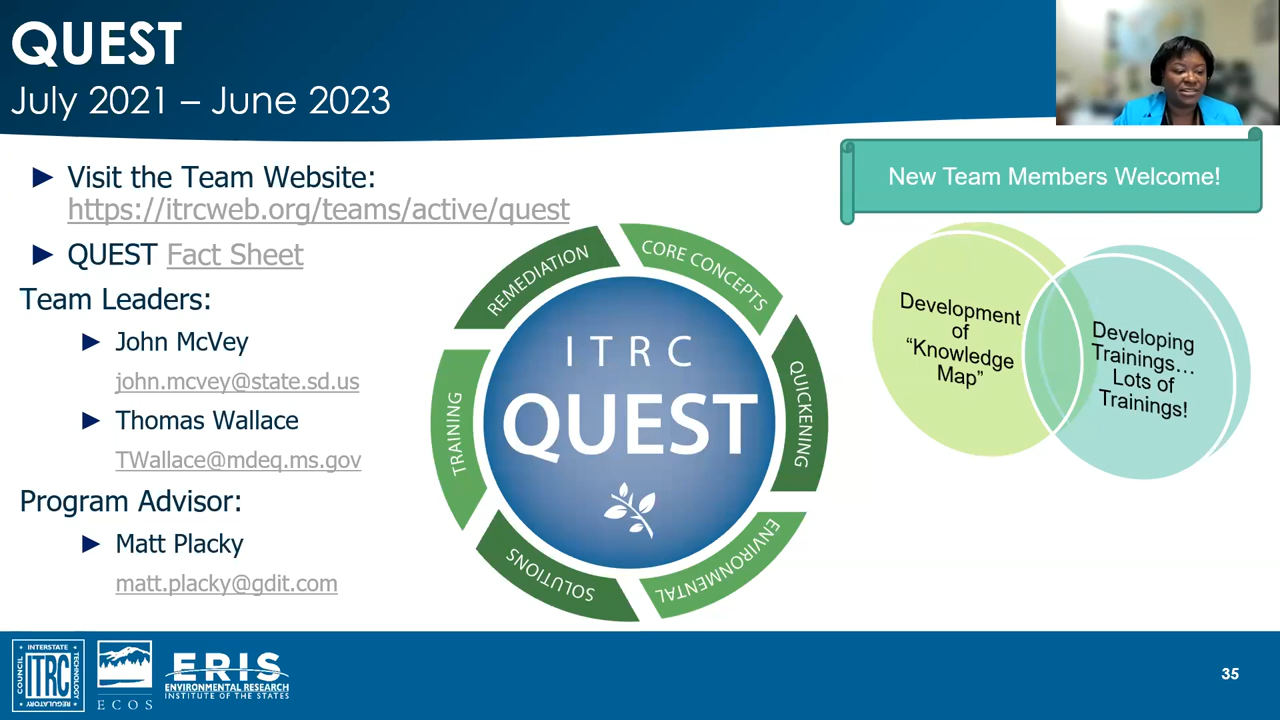 QUEST
July 2021 – June 2023
► Visit the Team Website:
https://itrcweb.org/teams/active/quest
► QUEST Fact Sheet
Team Leaders:
► John McVey
john.mcvey@state.sd.us
► Thomas Wallace
TWallace@mdeq.ms.gov
Program Advisor:
► Matt Placky
matt.placky@gdit.com
REMEDIATION
CORE CONCEPTS
QUICKENING
ENVIRONMENTAL
SOLUTIONS
TRAINING
ITRC
QUEST
New Team Members Welcome!
Development
of
“Knowledge
Map”
Developing
Trainings…
Lots of
Trainings!
INTERSTATE
COUNCIL
ITRC
TECHNOLOGY
REGULATORY
ECOS
ERIS
ENVIRONMENTAL RESEARCH
INSTITUTE OF THE STATES
35